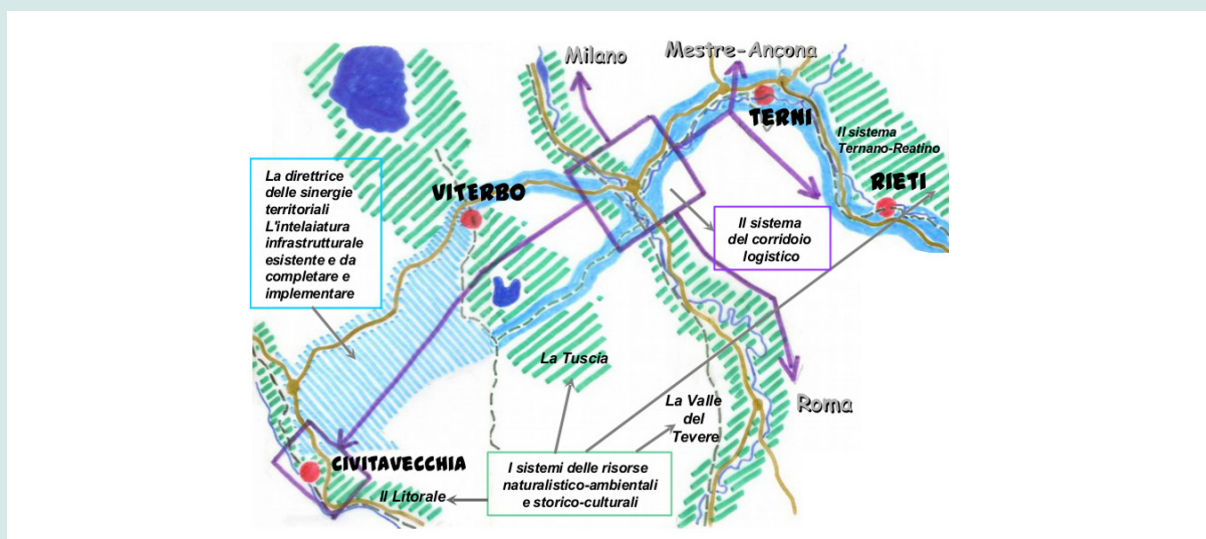 Milano
Mestre-Ancona
TERNI
Il sistema
Ternano-Reatino
RIETI
VITERBO
La direttrice
delle sinergie
territoriali
L'intelaiatura
infrastrutturale
esistente e da
completare e
implementare
Il sistema
del corridoio
logistico
La Tuscia
La Valle
del
Tevere
Roma
CIVITAVECCHIA
Il Litorale
I sistemi delle risorse
naturalistico-ambientali
e storico-culturali